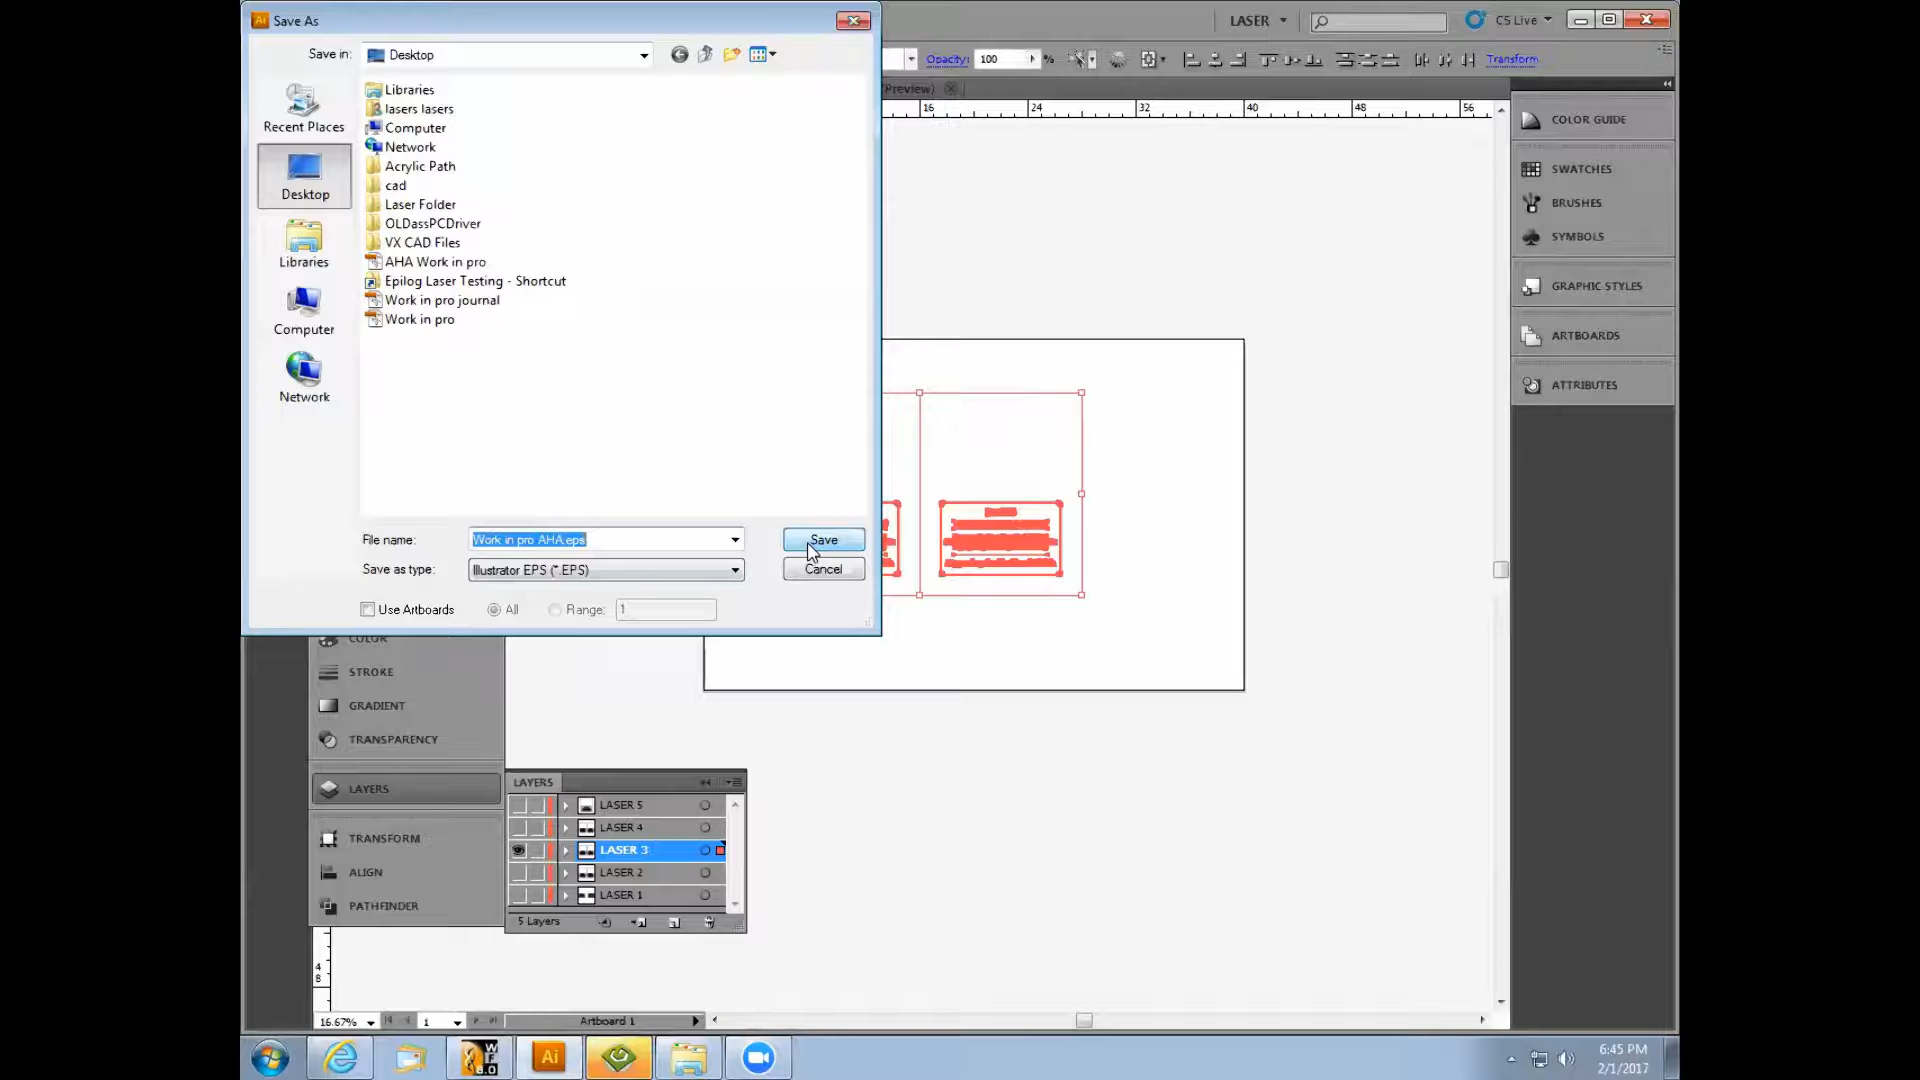 Save As
LASER
CS Live
Save in:
Desktop
Opacity:
100
%
Transform
(Preview)
16
24
32
40
48
56
Recent Places
Desktop
Libraries
Computer
Network
Libraries
lasers lasers
Computer
Network
Acrylic Path
cad
Laser Folder
OLDassPCDriver
VX CAD Files
AHA Work in pro
Epilog Laser Testing - Shortcut
Work in pro journal
Work in pro
File name:
Work in pro AHA.eps
Save
Save as type:
Illustrator EPS (*.EPS)
Cancel
Use Artboards
All
Range:
1
COLOR GUIDE
SWATCHES
BRUSHES
SYMBOLS
GRAPHIC STYLES
ARTBOARDS
ATTRIBUTES
COLOR
STROKE
GRADIENT
TRANSPARENCY
LAYERS
TRANSFORM
ALIGN
PATHFINDER
LAYERS
LASER 5
LASER 4
LASER 3
LASER 2
LASER 1
5 Layers
4
8
16.67%
1
Artboard 1
W
F
8.0
Ai
6:45 PM
2/1/2017